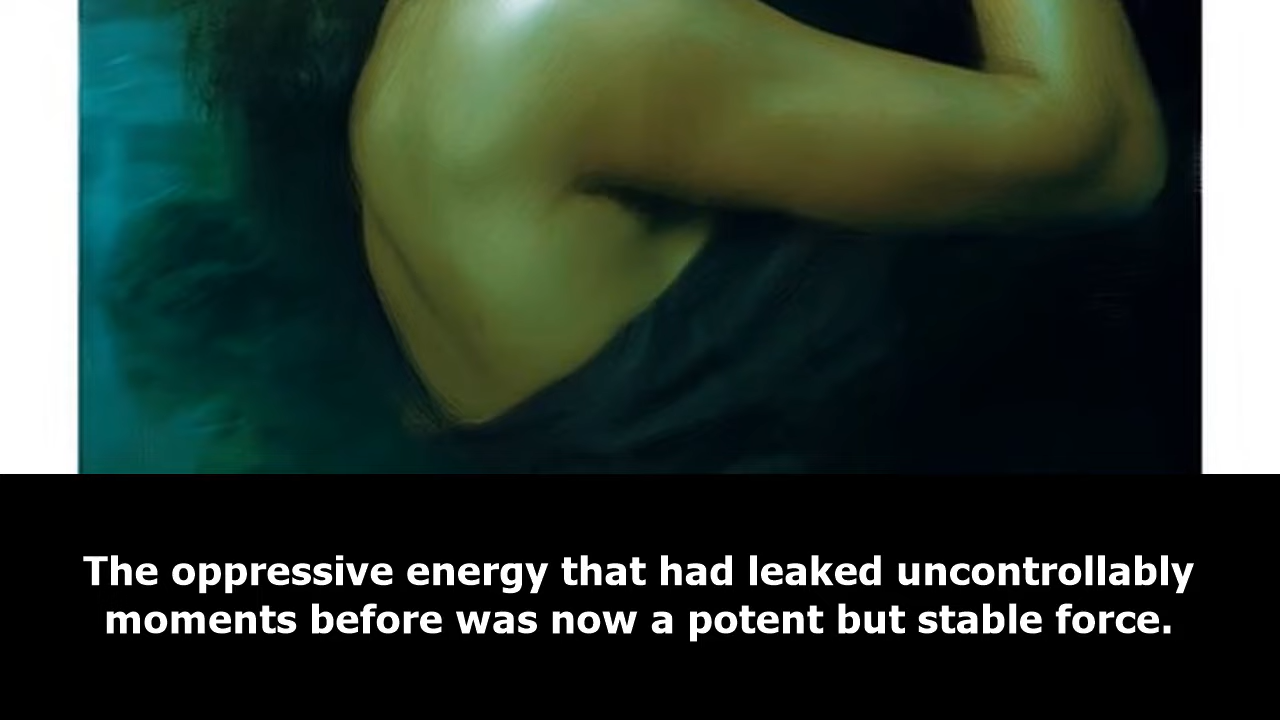 The oppressive energy that had leaked uncontrollably
moments before was now a potent but stable force.